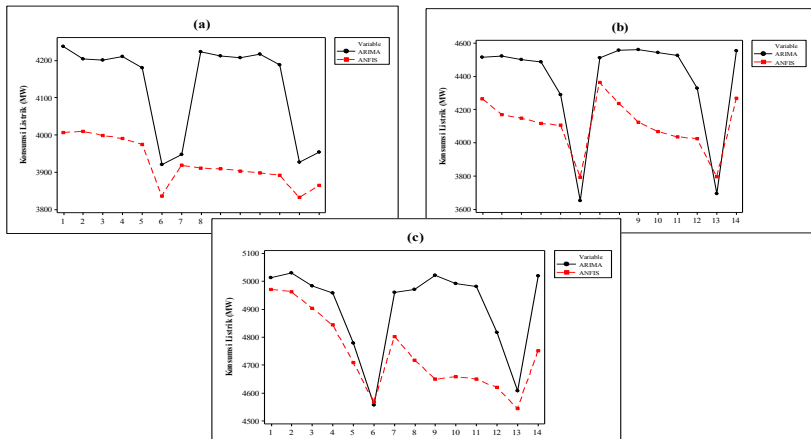 (a)
Variable
ARIMA
ANFIS
Konsumsi Listrik (MW)
4200
4100
4000
3900
3800
1 2 3 4 5 6 7 8
(b)
Variable
ARIMA
ANFIS
Konsumsi Listrik (MW)
4600
4400
4200
4000
3800
3600
9 10 11 12 13 14
(c)
Variable
ARIMA
ANFIS
Konsumsi Listrik (MW)
5100
5000
4900
4800
4700
4600
4500
1 2 3 4 5 6 7 8 9 10 11 12 13 14